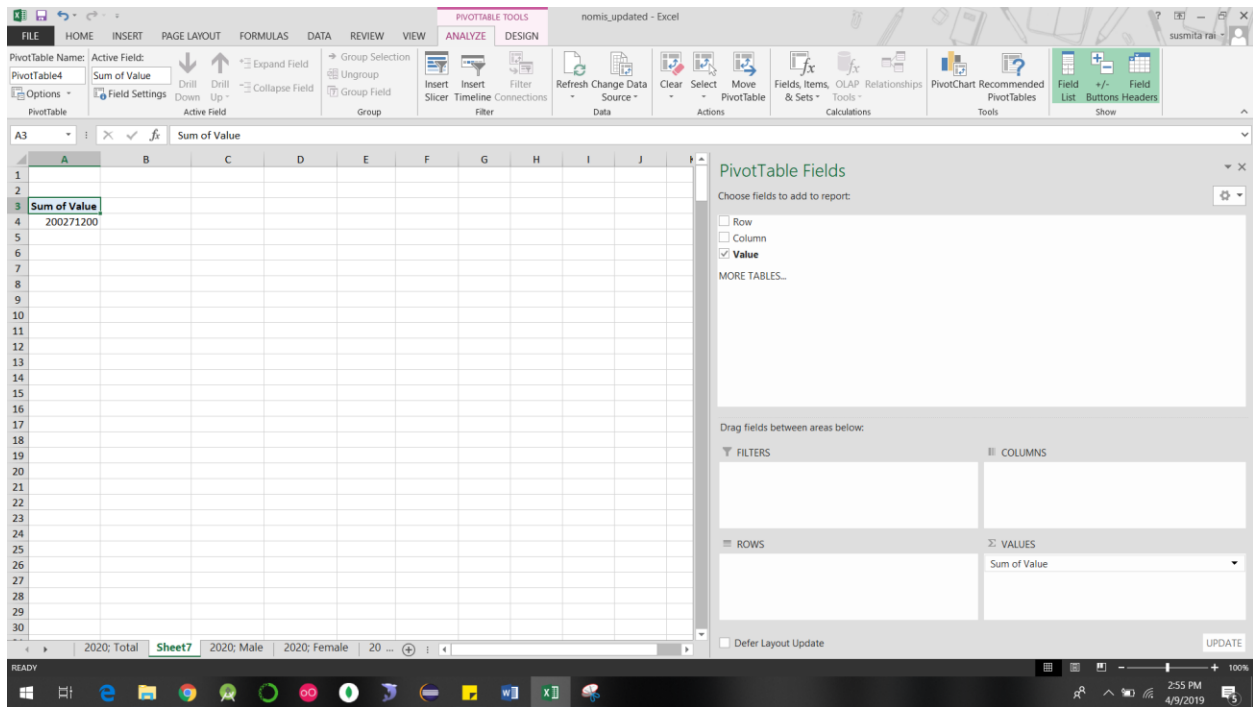 PIVOTTABLE TOOLS
nomis_updated - Excel
FILE HOME INSERT PAGE LAYOUT FORMULAS DATA REVIEW VIEW ANALYZE DESIGN
susmita rai
PivotTable Name: Active Field:
PivotTable4 Sum of Value
Options Field Settings
Drill Down
Drill Up
Expand Field
Collapse Field
PivotTable
Active Field
Group Selection
Ungroup
Group Field
Group
Insert Slicer
Insert Timeline
Filter Connections
Filter
Refresh
Change Data Source
Data
Clear
Select
Move PivotTable
Actions
Fields, Items, & Sets
OLAP Tools
Relationships
Calculations
PivotChart
Recommended PivotTables
Tools
Field List
+/- Buttons
Field Headers
Show
A3
fx
Sum of Value
A B C D E F G H I J
1
2
3 Sum of Value
4 200271200
5
6
7
8
9
10
11
12
13
14
15
16
17
18
19
20
21
22
23
24
25
26
27
28
29
30
PivotTable Fields
Choose fields to add to report:
Row
Column
Value
MORE TABLES...
Drag fields between areas below:
FILTERS
COLUMNS
ROWS
Σ VALUES
Sum of Value
Defer Layout Update
UPDATE
2020; Total Sheet7 2020; Male 2020; Female 20 ...
READY
100%
2:55 PM
4/9/2019
5